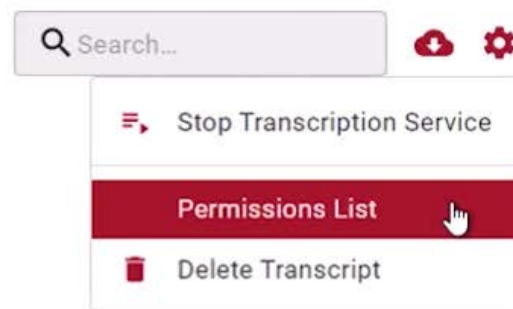 Search...
Stop Transcription Service
Permissions List
Delete Transcript